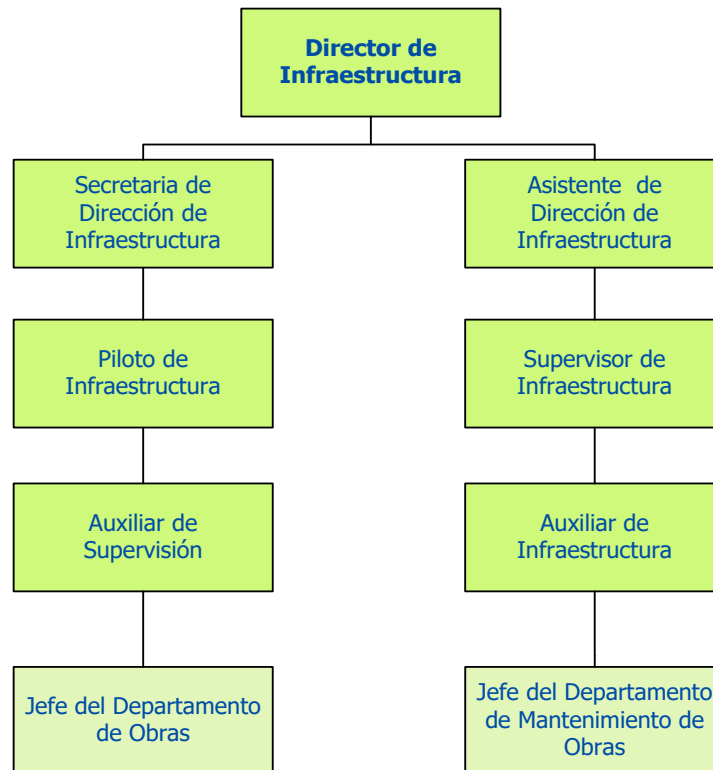 Director de
Infraestructura
Secretaria de
Dirección de
Infraestructura
Asistente  de
Dirección de
Infraestructura
Piloto de
Infraestructura
Supervisor de
Infraestructura
Auxiliar de
Supervisión
Auxiliar de
Infraestructura
Jefe del Departamento
de Obras
Jefe del Departamento
de Mantenimiento de
Obras